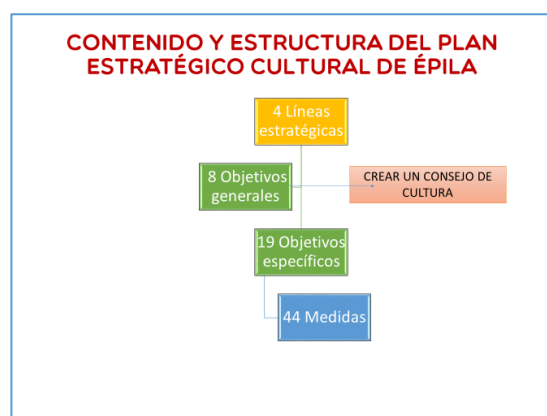 CONTENIDO Y ESTRUCTURA DEL PLAN
ESTRATÉGICO CULTURAL DE ÉPILA
4 Líneas
estratégicas
8 Objetivos
generales
CREAR UN CONSEJO DE
CULTURA
19 Objetivos
específicos
44 Medidas